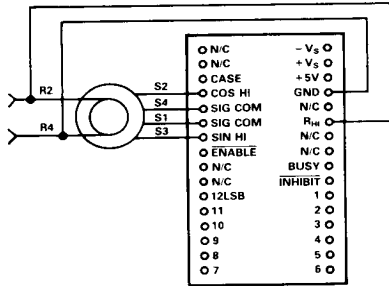 N/C − VS
N/C + VS
CASE +5V
R2 S2 COS HI GND
S4 SIG COM N/C
S1 SIG COM RHI
R4 S3 SIN HI N/C
ENABLE N/C
N/C BUSY
N/C INHIBIT
12LSB 1
11 2
10 3
9 4
8 5
7 6